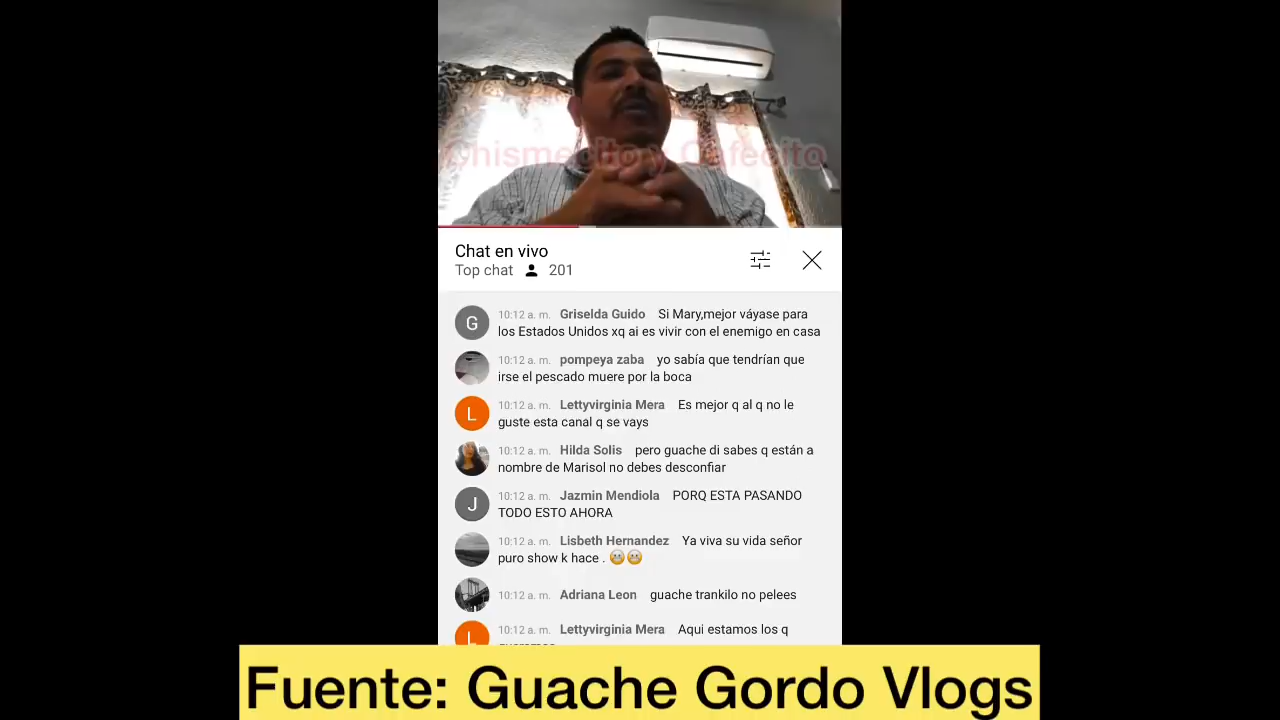 Chismecito y Cafecito
Chat en vivo
Top chat 201
10:12 a. m. Griselda Guido Si Mary,mejor váyase para
los Estados Unidos xq ai es vivir con el enemigo en casa
10:12 a. m. pompeya zaba yo sabía que tendrían que
irse el pescado muere por la boca
L 10:12 a. m. Lettyvirginia Mera Es mejor q al q no le
guste esta canal q se vays
10:12 a. m. Hilda Solis pero guache di sabes q están a
nombre de Marisol no debes desconfiar
J 10:12 a. m. Jazmin Mendiola PORQ ESTA PASANDO
TODO ESTO AHORA
10:12 a. m. Lisbeth Hernandez Ya viva su vida señor
puro show k hace . 😬😬
10:12 a. m. Adriana Leon guache trankilo no pelees
L 10:12 a. m. Lettyvirginia Mera Aqui estamos los q
Fuente: Guache Gordo Vlogs